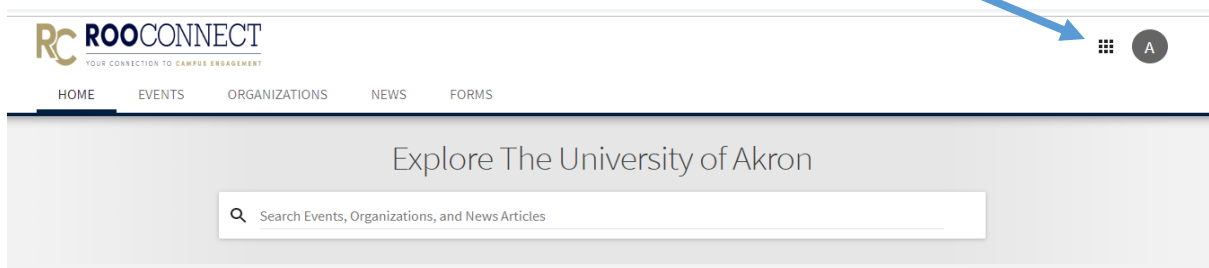 RC ROOCONNECT
YOUR CONNECTION TO CAMPUS ENGAGEMENT
A
HOME EVENTS ORGANIZATIONS NEWS FORMS
Explore The University of Akron
Search Events, Organizations, and News Articles